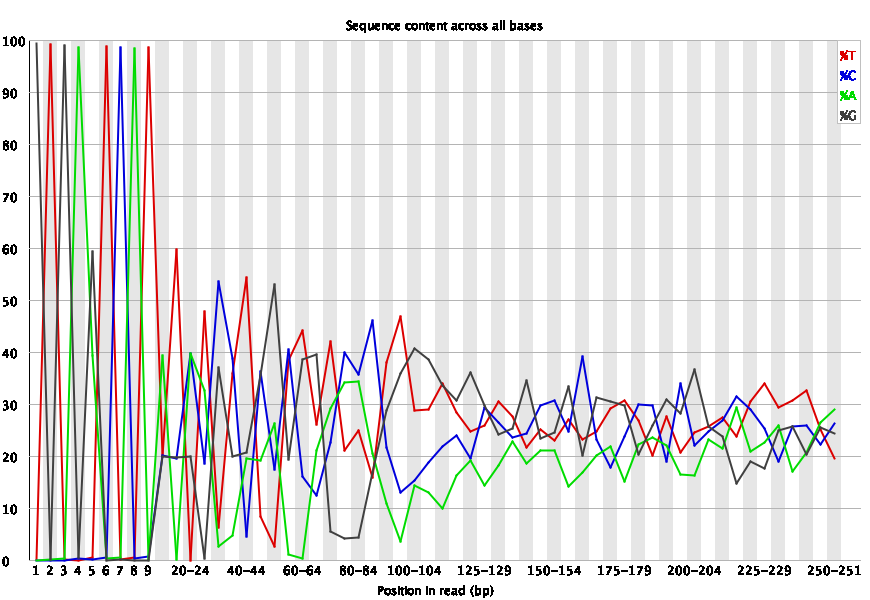 Sequence content across all bases
%T
%C
%A
%G
100
90
80
70
60
50
40
30
20
10
0
1 2 3 4 5 6 7 8 9 20-24 40-44 60-64 80-84 100-104 125-129 150-154 175-179 200-204 225-229 250-251
Position in read (bp)